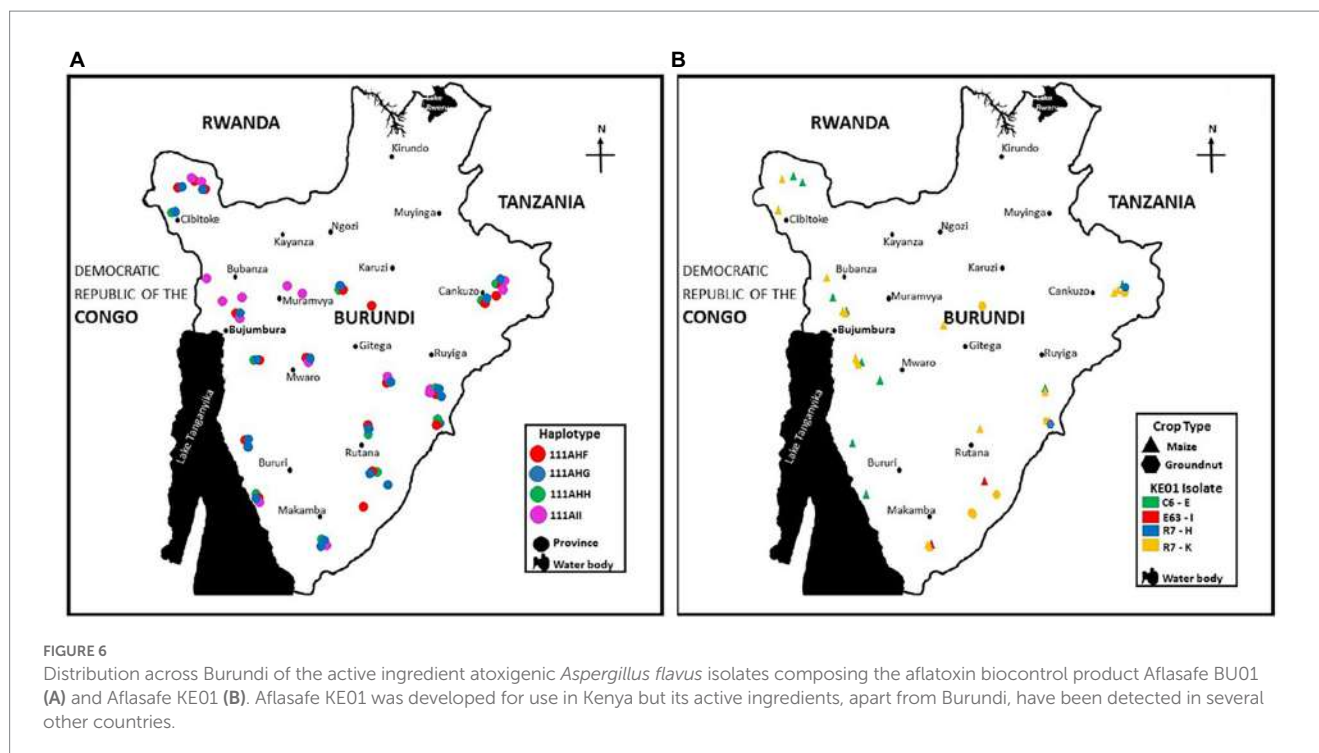 A
RWANDA
Lake
Rweru
N
Kirundo
TANZANIA
Muyinga
Cibitoke
Ngozi
Kayanza
DEMOCRATIC
REPUBLIC OF THE
CONGO
Bubanza
Karuzi
Cankuzo
Muramvya
BURUNDI
Bujumbura
Gitega
Ruyiga
Mwaro
Lake Tanganyika
Rutana
Bururi
Makamba
Haplotype
111AHF
111AHG
111AHH
111AII
Province
Water body
B
RWANDA
Lake
Rweru
N
Kirundo
TANZANIA
Muyinga
Cibitoke
Ngozi
Kayanza
DEMOCRATIC
REPUBLIC OF THE
CONGO
Bubanza
Karuzi
Cankuzo
Muramvya
BURUNDI
Bujumbura
Gitega
Ruyiga
Mwaro
Lake Tanganyika
Rutana
Bururi
Makamba
Crop Type
Maize
Groundnut
KE01 Isolate
C6 - E
E63 - I
R7 - H
R7 - K
Water body
FIGURE 6
Distribution across Burundi of the active ingredient atoxigenic Aspergillus flavus isolates composing the aflatoxin biocontrol product Aflasafe BU01
(A) and Aflasafe KE01 (B). Aflasafe KE01 was developed for use in Kenya but its active ingredients, apart from Burundi, have been detected in several
other countries.